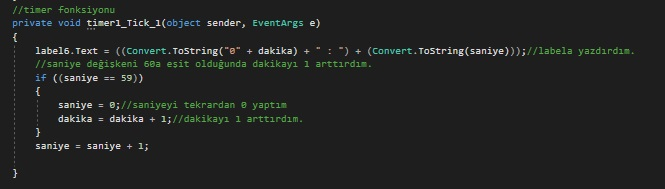 //timer fonksiyonu
private void timer1_Tick_1(object sender, EventArgs e)
{
label6.Text = ((Convert.ToString("0" + dakika) + " : ") + (Convert.ToString(saniye)));//labela yazdırdım.
//saniye değişkeni 60a eşit olduğunda dakikayı 1 arttırdım.
if ((saniye == 59))
{
saniye = 0;//saniyeyi tekrardan 0 yaptım
dakika = dakika + 1;//dakikayı 1 arttırdım.
}
saniye = saniye + 1;
}